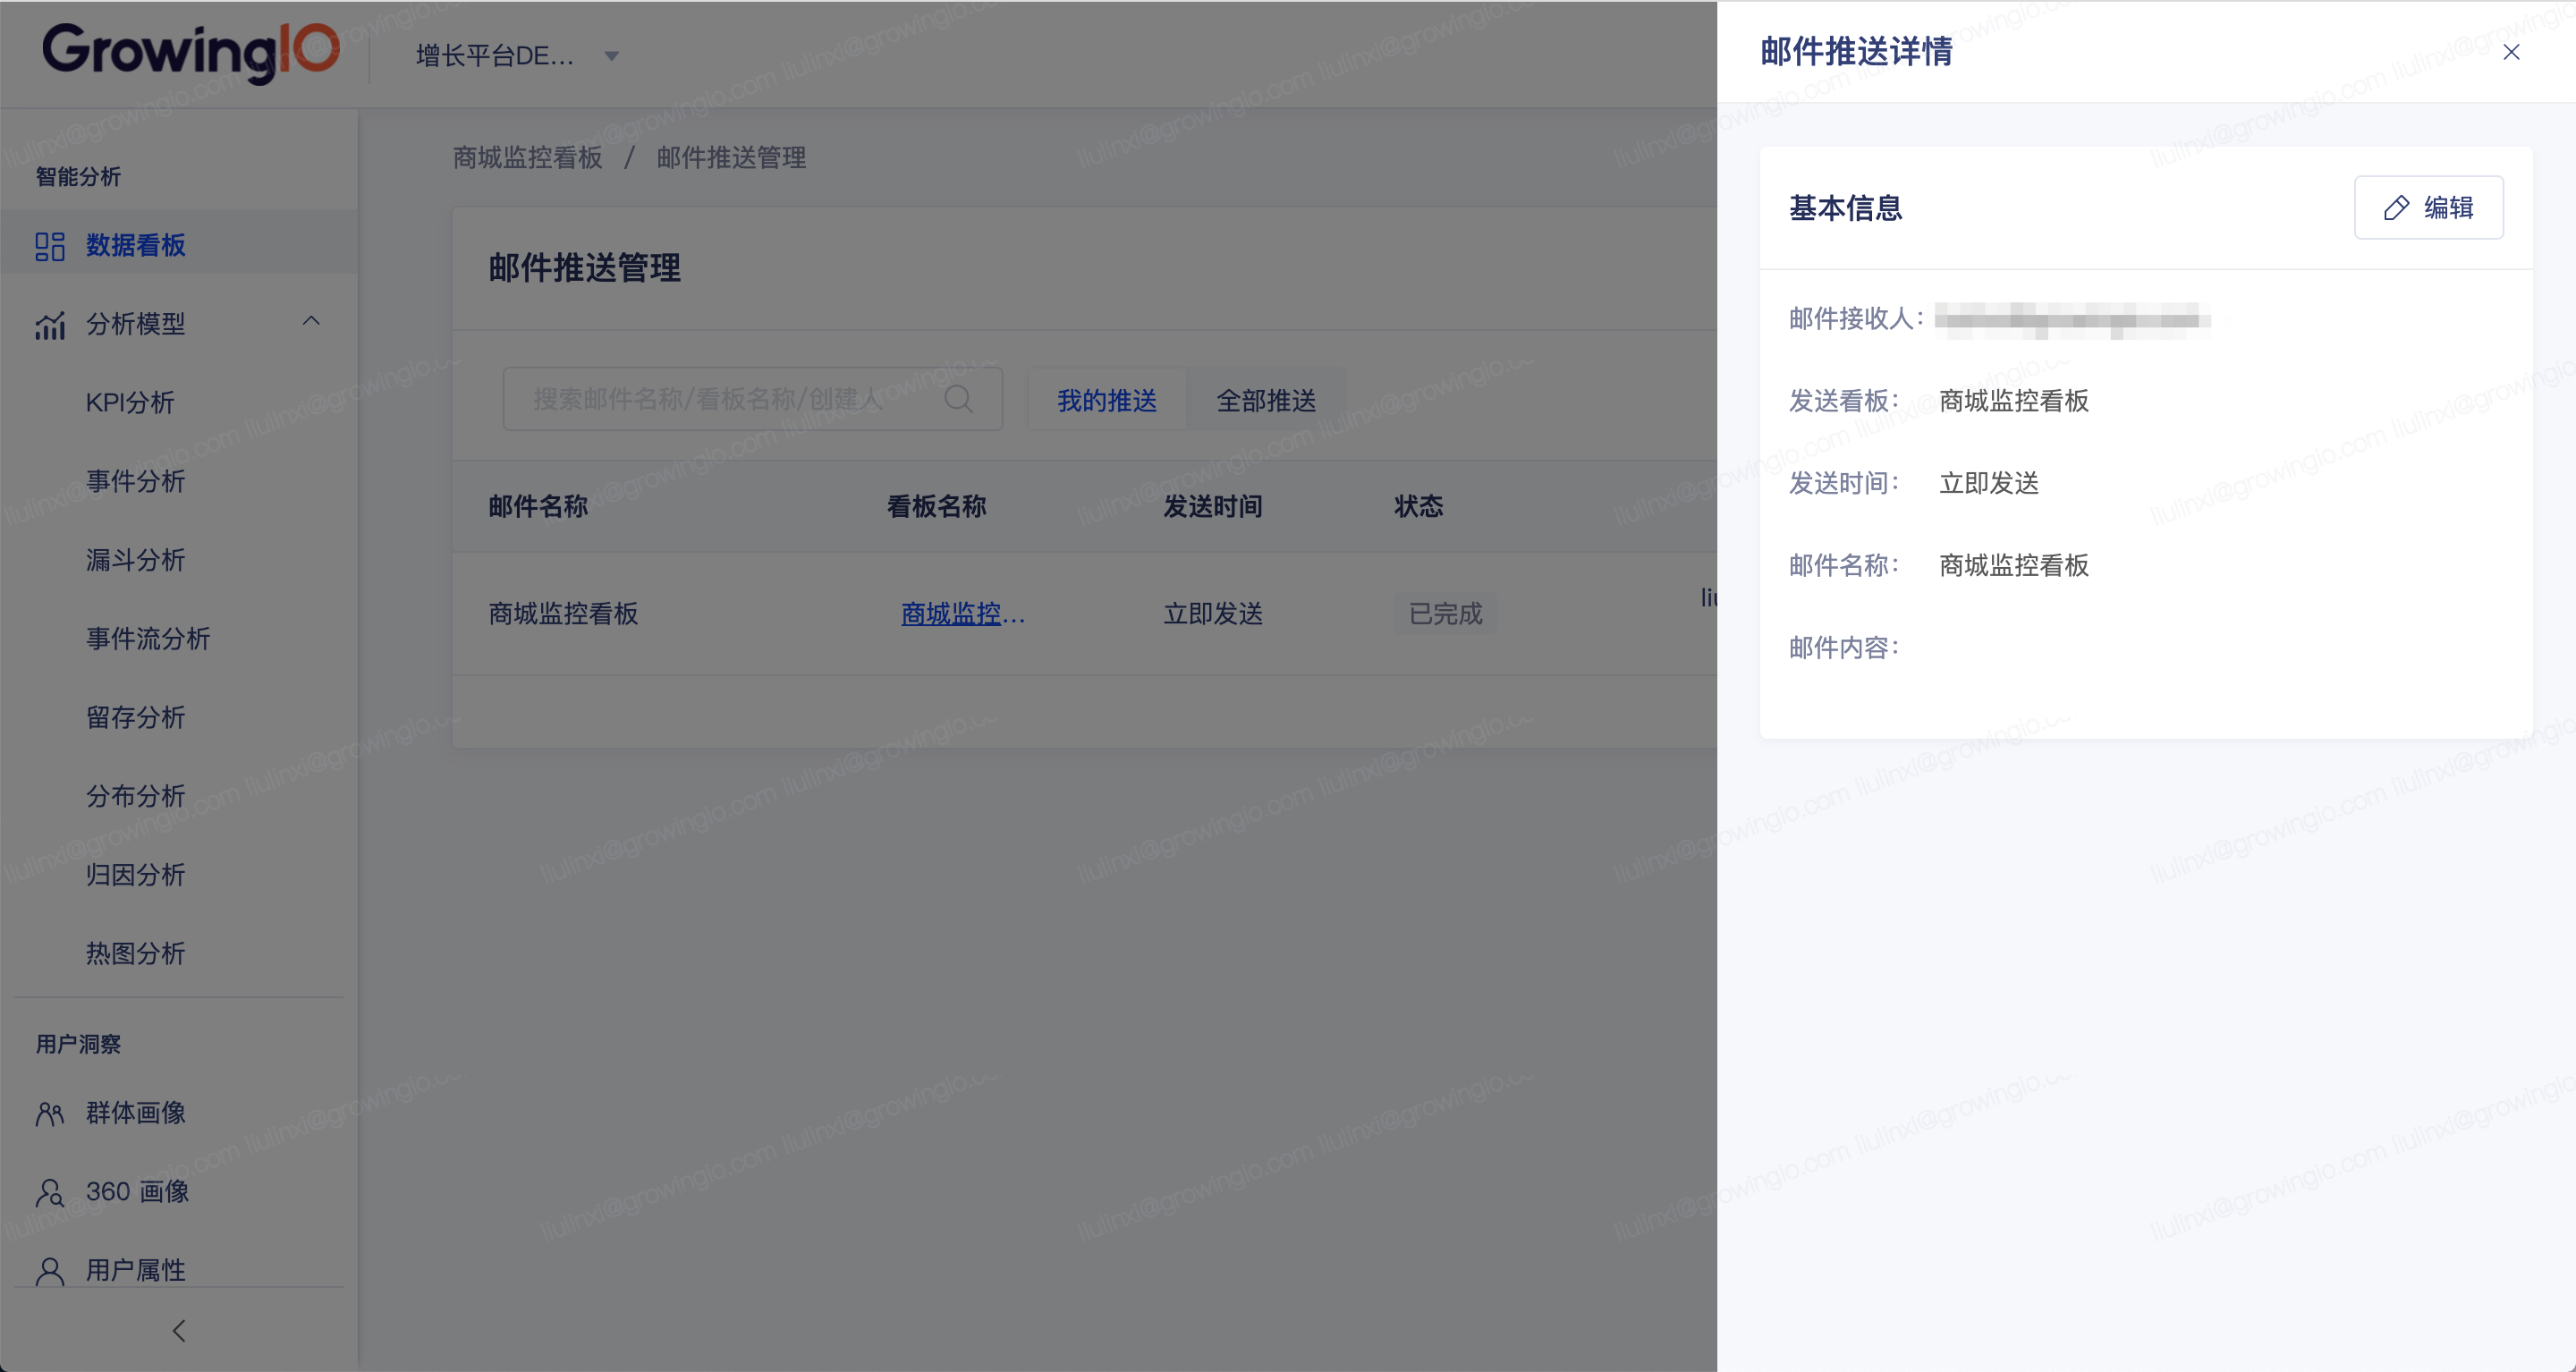 GrowingIO
增长平台DE...
智能分析
数据看板
分析模型
KPI分析
事件分析
漏斗分析
事件流分析
留存分析
分布分析
归因分析
热图分析
用户洞察
群体画像
360 画像
用户属性
商城监控看板 / 邮件推送管理
邮件推送管理
搜索邮件名称/看板名称/创建人
我的推送
全部推送
邮件名称 看板名称 发送时间 状态
商城监控看板 商城监控... 立即发送 已完成
邮件推送详情
基本信息
编辑
邮件接收人:
发送看板: 商城监控看板
发送时间: 立即发送
邮件名称: 商城监控看板
邮件内容:
liulinxi@growingio.com